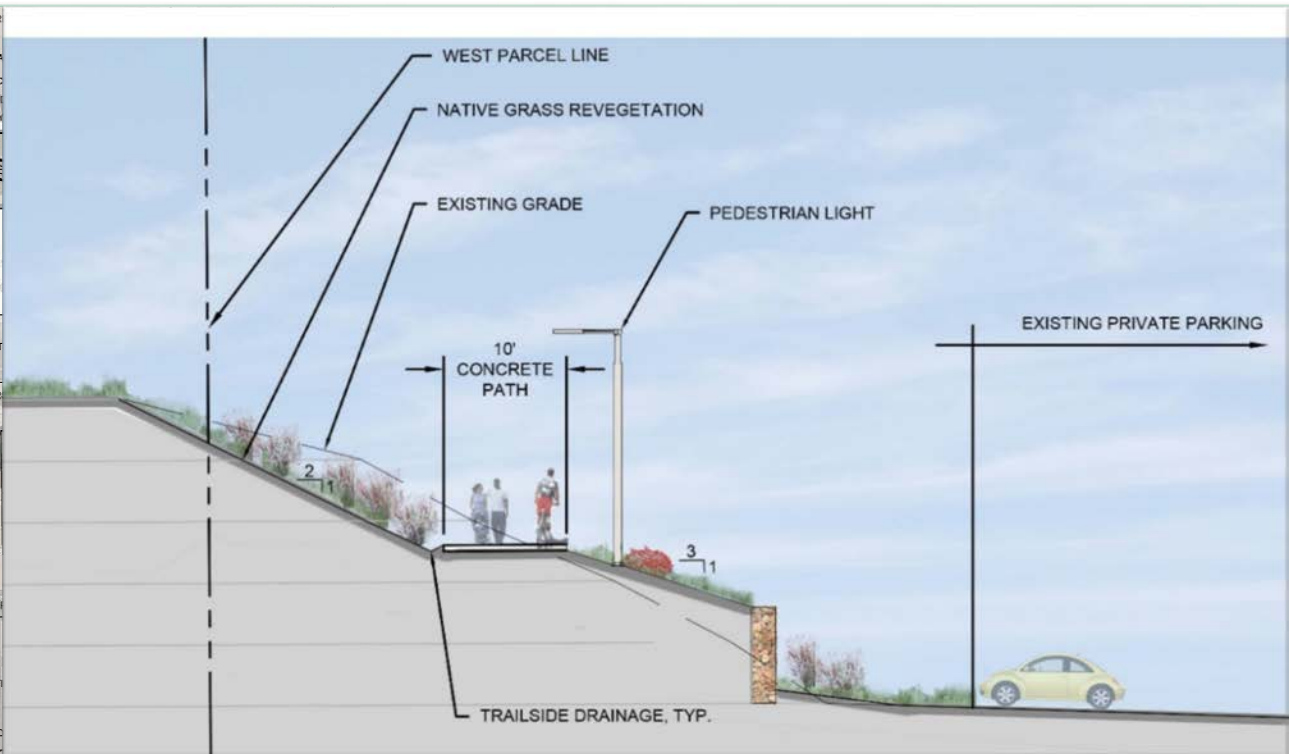 WEST PARCEL LINE
NATIVE GRASS REVEGETATION
EXISTING GRADE
PEDESTRIAN LIGHT
EXISTING PRIVATE PARKING
10'
CONCRETE
PATH
2
1
3
1
TRAILSIDE DRAINAGE, TYP.